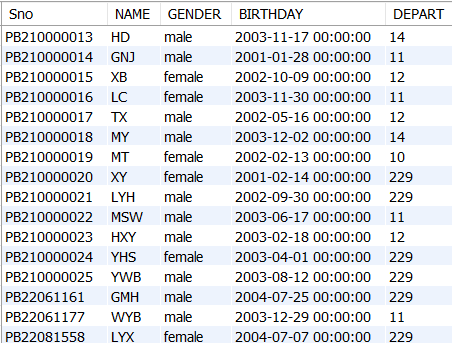 Sno NAME GENDER BIRTHDAY DEPART
PB210000013 HD male 2003-11-17 00:00:00 14
PB210000014 GNJ male 2001-01-28 00:00:00 11
PB210000015 XB female 2002-10-09 00:00:00 12
PB210000016 LC female 2003-11-30 00:00:00 11
PB210000017 TX male 2002-05-16 00:00:00 12
PB210000018 MY male 2003-12-02 00:00:00 14
PB210000019 MT female 2002-02-13 00:00:00 10
PB210000020 XY female 2001-02-14 00:00:00 229
PB210000021 LYH male 2002-09-30 00:00:00 229
PB210000022 MSW male 2003-06-17 00:00:00 11
PB210000023 HXY male 2003-02-18 00:00:00 12
PB210000024 YHS female 2003-04-01 00:00:00 229
PB210000025 YWB male 2003-08-12 00:00:00 229
PB22061161 GMH male 2004-07-25 00:00:00 229
PB22061177 WYB male 2003-12-29 00:00:00 11
PB22081558 LYX female 2004-07-07 00:00:00 229